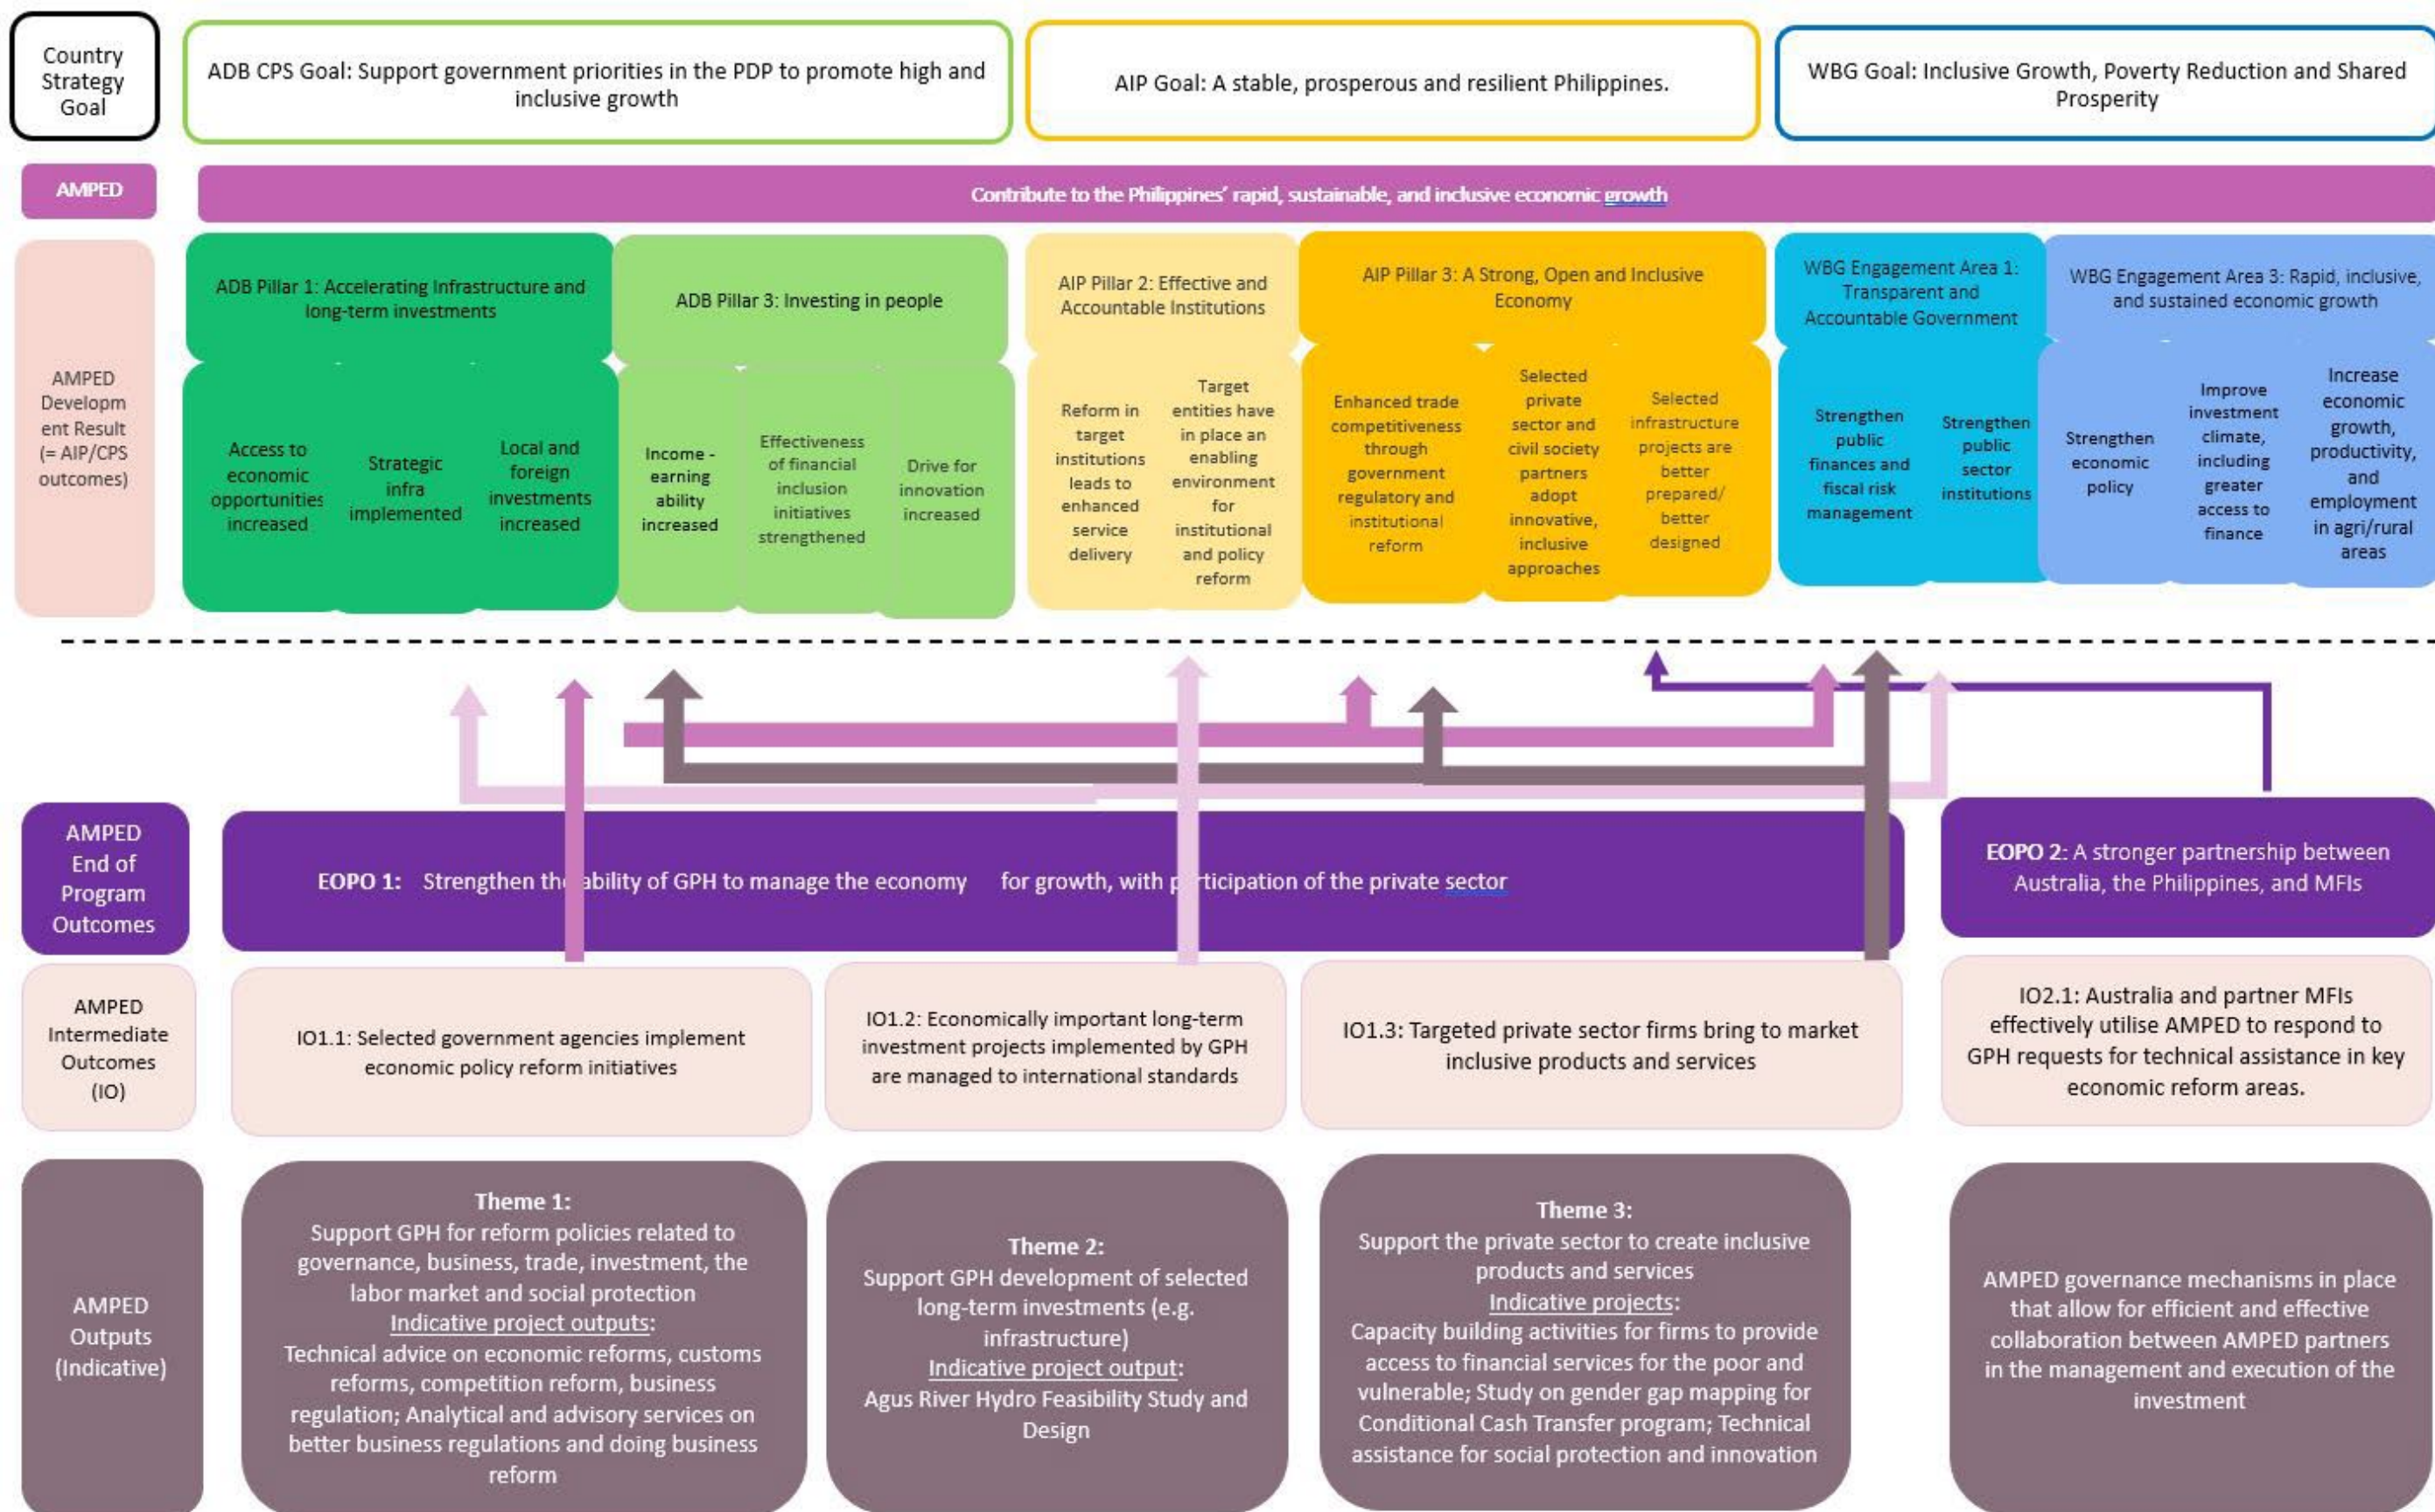 Country
Strategy
Goal
ADB CPS Goal: Support government priorities in the PDP to promote high and
inclusive growth
AIP Goal: A stable, prosperous and resilient Philippines.
WBG Goal: Inclusive Growth, Poverty Reduction and Shared
Prosperity
AMPED
Contribute to the Philippines' rapid, sustainable, and inclusive economic growth
AMPED
Developm
ent Result
(= AIP/CPS
outcomes)
ADB Pillar 1: Accelerating Infrastructure and
long-term investments
ADB Pillar 3: Investing in people
AIP Pillar 2: Effective and
Accountable Institutions
AIP Pillar 3: A Strong, Open and Inclusive
Economy
WBG Engagement Area 1:
Transparent and
Accountable Government
WBG Engagement Area 3: Rapid, inclusive,
and sustained economic growth
Access to
economic
opportunities
increased
Strategic
infra
implemented
Local and
foreign
investments
increased
Income -
earning
ability
increased
Effectiveness
of financial
inclusion
initiatives
strengthened
Drive for
innovation
increased
Reform in
target
institutions
leads to
enhanced
service
delivery
Target
entities have
in place an
enabling
environment
for
institutional
and policy
reform
Enhanced trade
competitiveness
through
government
regulatory and
institutional
reform
Selected
private
sector and
civil society
partners
adopt
innovative,
inclusive
approaches
Selected
infrastructure
projects are
better
prepared/
better
designed
Strengthen
public
finances and
fiscal risk
management
Strengthen
public
sector
institutions
Strengthen
economic
policy
Improve
investment
climate,
including
greater
access to
finance
Increase
economic
growth,
productivity,
and
employment
in agri/rural
areas
AMPED
End of
Program
Outcomes
EOPO 1: Strengthen the ability of GPH to manage the economy for growth, with participation of the private sector
EOPO 2: A stronger partnership between
Australia, the Philippines, and MFIs
AMPED
Intermediate
Outcomes
(IO)
IO1.1: Selected government agencies implement
economic policy reform initiatives
IO1.2: Economically important long-term
investment projects implemented by GPH
are managed to international standards
IO1.3: Targeted private sector firms bring to market
inclusive products and services
IO2.1: Australia and partner MFIs
effectively utilise AMPED to respond to
GPH requests for technical assistance in key
economic reform areas.
AMPED
Outputs
(Indicative)
Theme 1:
Support GPH for reform policies related to
governance, business, trade, investment, the
labor market and social protection
Indicative project outputs:
Technical advice on economic reforms, customs
reforms, competition reform, business
regulation; Analytical and advisory services on
better business regulations and doing business
reform
Theme 2:
Support GPH development of selected
long-term investments (e.g.
infrastructure)
Indicative project output:
Agus River Hydro Feasibility Study and
Design
Theme 3:
Support the private sector to create inclusive
products and services
Indicative projects:
Capacity building activities for firms to provide
access to financial services for the poor and
vulnerable; Study on gender gap mapping for
Conditional Cash Transfer program; Technical
assistance for social protection and innovation
AMPED governance mechanisms in place
that allow for efficient and effective
collaboration between AMPED partners
in the management and execution of the
investment